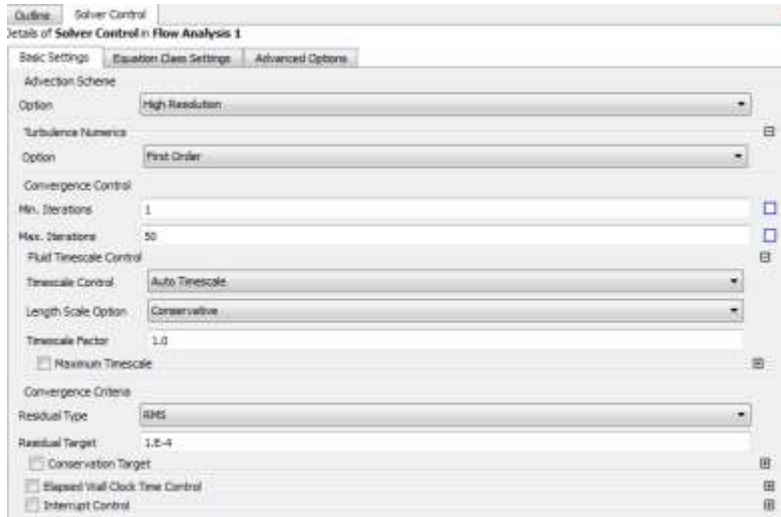 Outline Solver Control
Details of Solver Control in Flow Analysis 1
Basic Settings Equation Class Settings Advanced Options
Advection Scheme
Option High Resolution
Turbulence Numerics
Option First Order
Convergence Control
Min. Iterations 1
Max. Iterations 50
Fluid Timescale Control
Timescale Control Auto Timescale
Length Scale Option Conservative
Timescale Factor 1.0
Maximum Timescale
Convergence Criteria
Residual Type RMS
Residual Target 1.E-4
Conservation Target
Elapsed Wall Clock Time Control
Interrupt Control